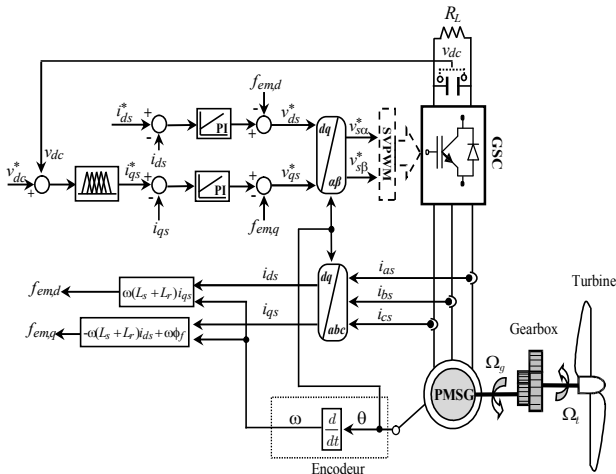 R_L
v_dc
f_em,d
i*_ds + - PI - + v*_ds dq αβ v*_sα v*_sβ SVPWM GSC
i_ds
v_dc
v*_dc + i*_qs + - PI + - v*_qs
i_qs
f_em,q
f_em,d ω(L_s+L_r)i_qs i_ds dq abc i_as
i_bs
f_em,q -ω(L_s+L_r)i_ds+ωϕ_f i_qs i_cs
Turbine
Gearbox
Ω_g
PMSG
Ω_t
ω d/dt θ
Encodeur